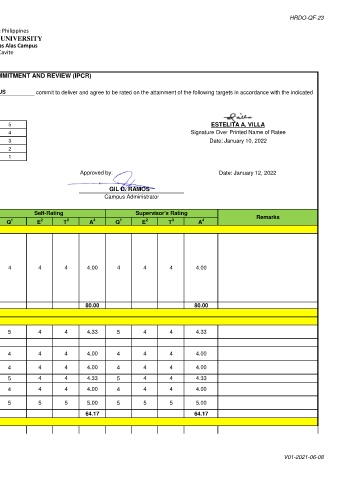 HRDO-QF-23
Philippines
UNIVERSITY
as Alas Campus
Cavite
MMITMENT AND REVIEW (IPCR)
US commit to deliver and agree to be rated on the attainment of the following targets in accordance with the indicated
ESTELITA A. VILLA
5
4 Signature Over Printed Name of Ratee
3 Date: January 10, 2022
2
1
Approved by: Date: January 12, 2022
GIL D. RAMOS
Campus Administrator
Self-Rating Supervisor's Rating Remarks
Q1 E2 T3 A4 Q1 E2 T3 A4
4 4 4 4.00 4 4 4 4.00
80.00 80.00
5 4 4 4.33 5 4 4 4.33
4 4 4 4.00 4 4 4 4.00
4 4 4 4.00 4 4 4 4.00
5 4 4 4.33 5 4 4 4.33
4 4 4 4.00 4 4 4 4.00
5 5 5 5.00 5 5 5 5.00
64.17 64.17
V01-2021-06-08